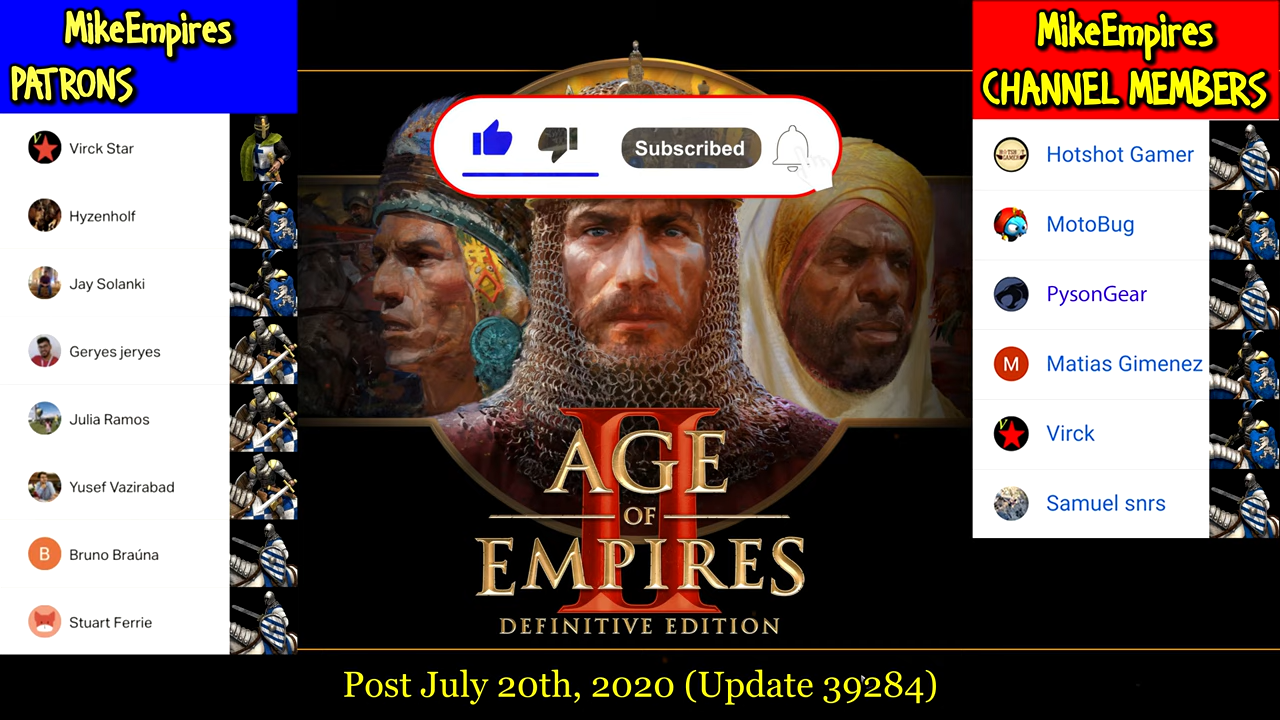 MikeEmpires
PATRONS
Virck Star
Hyzenholf
Jay Solanki
Geryes jeryes
Julia Ramos
Yusef Vazirabad
B
Bruno Braúna
Stuart Ferrie
Subscribed
AGE
OF
EMPIRES
II
DEFINITIVE EDITION
MikeEmpires
CHANNEL MEMBERS
HOTSHOT
GAMER
Hotshot Gamer
MotoBug
PysonGear
M
Matias Gimenez
V
Virck
Samuel snrs
Post July 20th, 2020 (Update 39284)